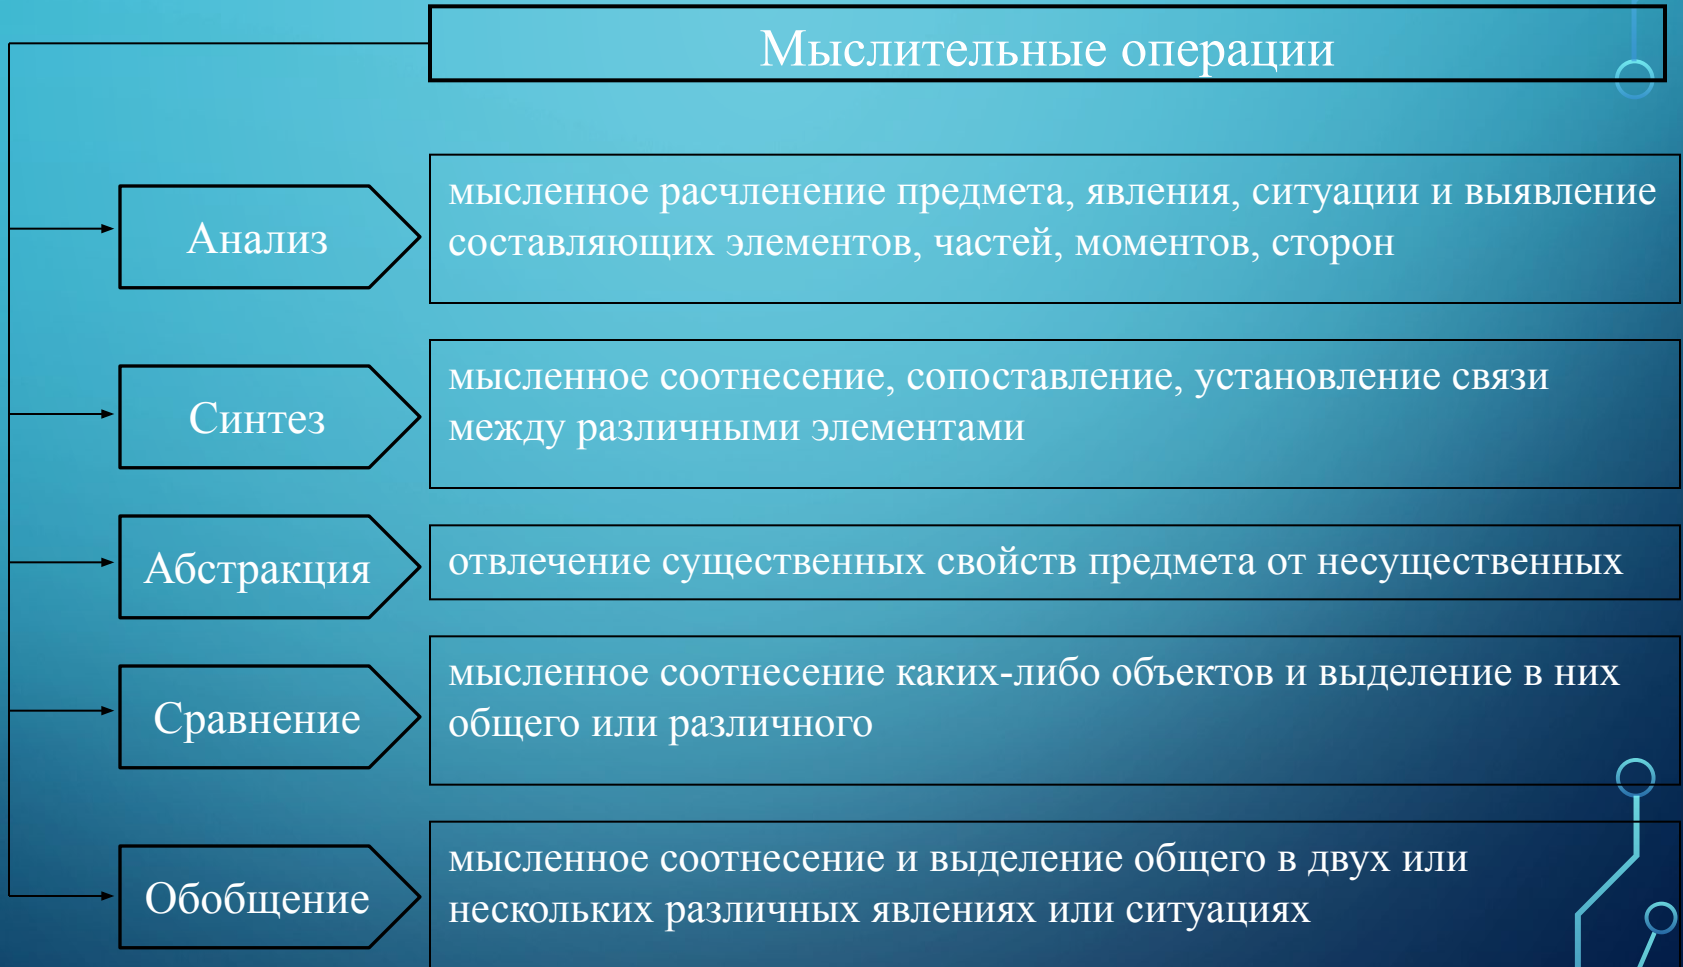 Мыслительные операции
Анализ
мысленное расчленение предмета, явления, ситуации и выявление
составляющих элементов, частей, моментов, сторон
Синтез
мысленное соотнесение, сопоставление, установление связи
между различными элементами
Абстракция
отвлечение существенных свойств предмета от несущественных
Сравнение
мысленное соотнесение каких-либо объектов и выделение в них
общего или различного
Обобщение
мысленное соотнесение и выделение общего в двух или
нескольких различных явлениях или ситуациях